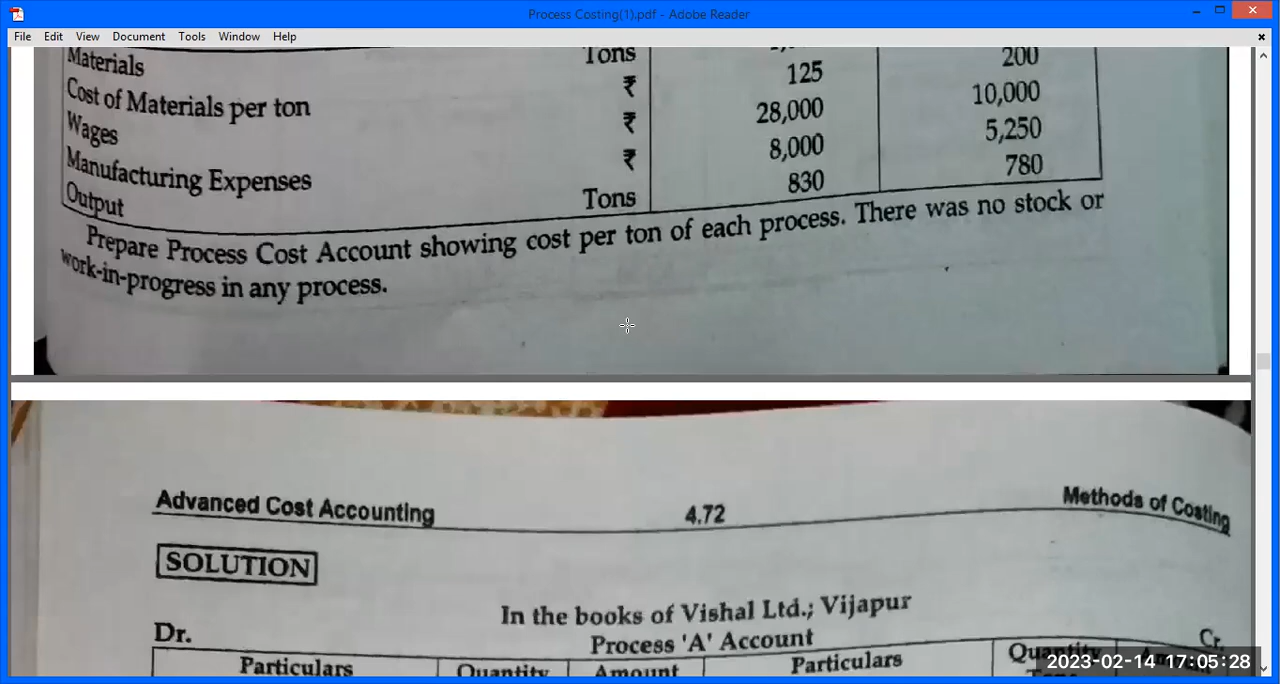 Process Costing(1).pdf - Adobe Reader
File Edit View Document Tools Window Help
Materials Tons 200
Cost of Materials per ton ₹ 125
Wages ₹ 28,000 10,000
Manufacturing Expenses ₹ 8,000 5,250
Output Tons 830 780
Prepare Process Cost Account showing cost per ton of each process. There was no stock or
work-in-progress in any process.
Advanced Cost Accounting 4.72 Methods of Costing
SOLUTION
In the books of Vishal Ltd.; Vijapur
Dr. Process 'A' Account Cr.
Particulars Quantity Amount Particulars Quantity
2023-02-14 17:05:28